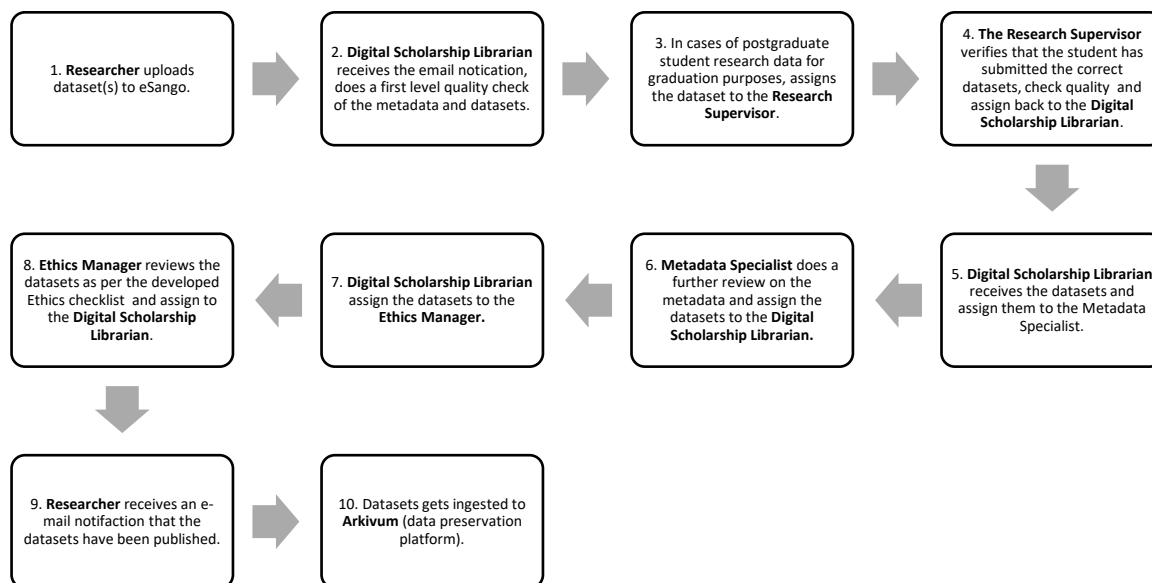 1. Researcher uploads
dataset(s) to eSango.
2. Digital Scholarship Librarian
receives the email notication,
does a first level quality check
of the metadata and datasets.
3. In cases of postgraduate
student research data for
graduation purposes, assigns
the dataset to the Research
Supervisor.
4. The Research Supervisor
verifies that the student has
submitted the correct
datasets, check quality and
assign back to the Digital
Scholarship Librarian.
8. Ethics Manager reviews the
datasets as per the developed
Ethics checklist and assign to
the Digital Scholarship
Librarian.
7. Digital Scholarship Librarian
assign the datasets to the
Ethics Manager.
6. Metadata Specialist does a
further review on the
metadata and assign the
datasets to the Digital
Scholarship Librarian.
5. Digital Scholarship Librarian
receives the datasets and
assign them to the Metadata
Specialist.
9. Researcher receives an e-
mail notifaction that the
datasets have been published.
10. Datasets gets ingested to
Arkivum (data preservation
platform).